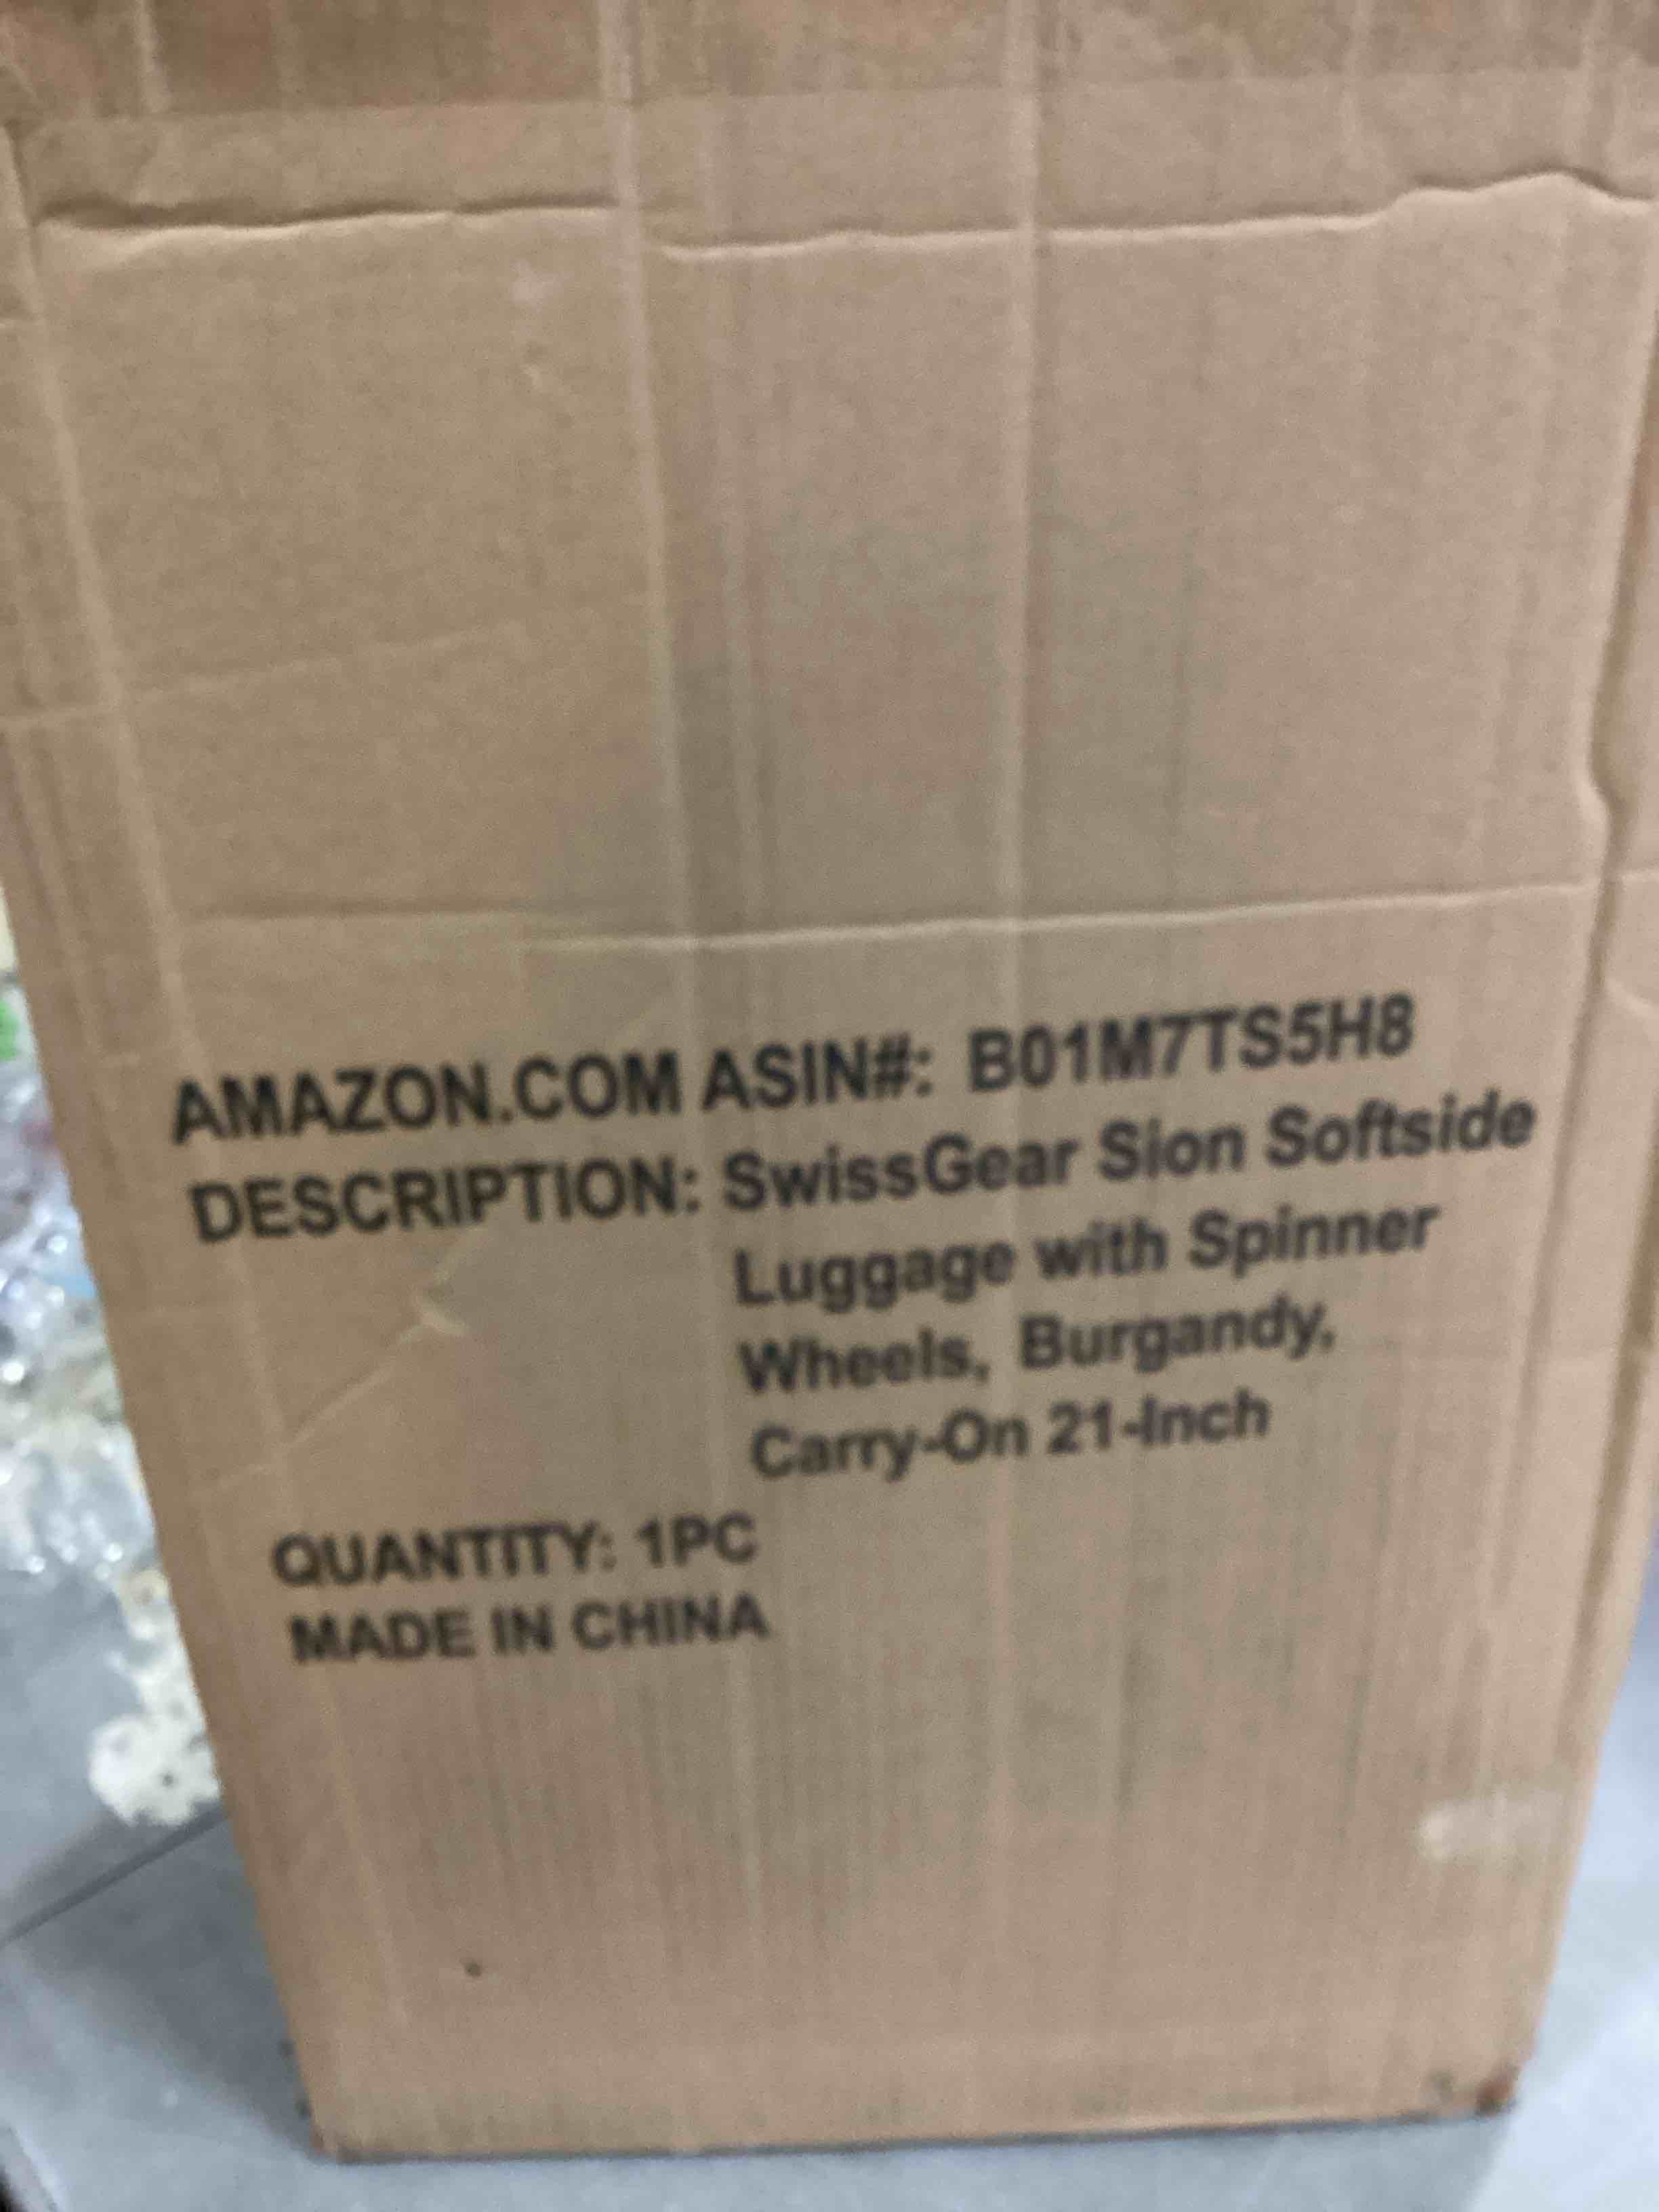 AMAZON.COM ASIN#: B01M7TS5H8
DESCRIPTION: SwissGear Sion Softside
Luggage with Spinner
Wheels, Burgandy,
Carry-On 21-Inch
QUANTITY: 1PC
MADE IN CHINA